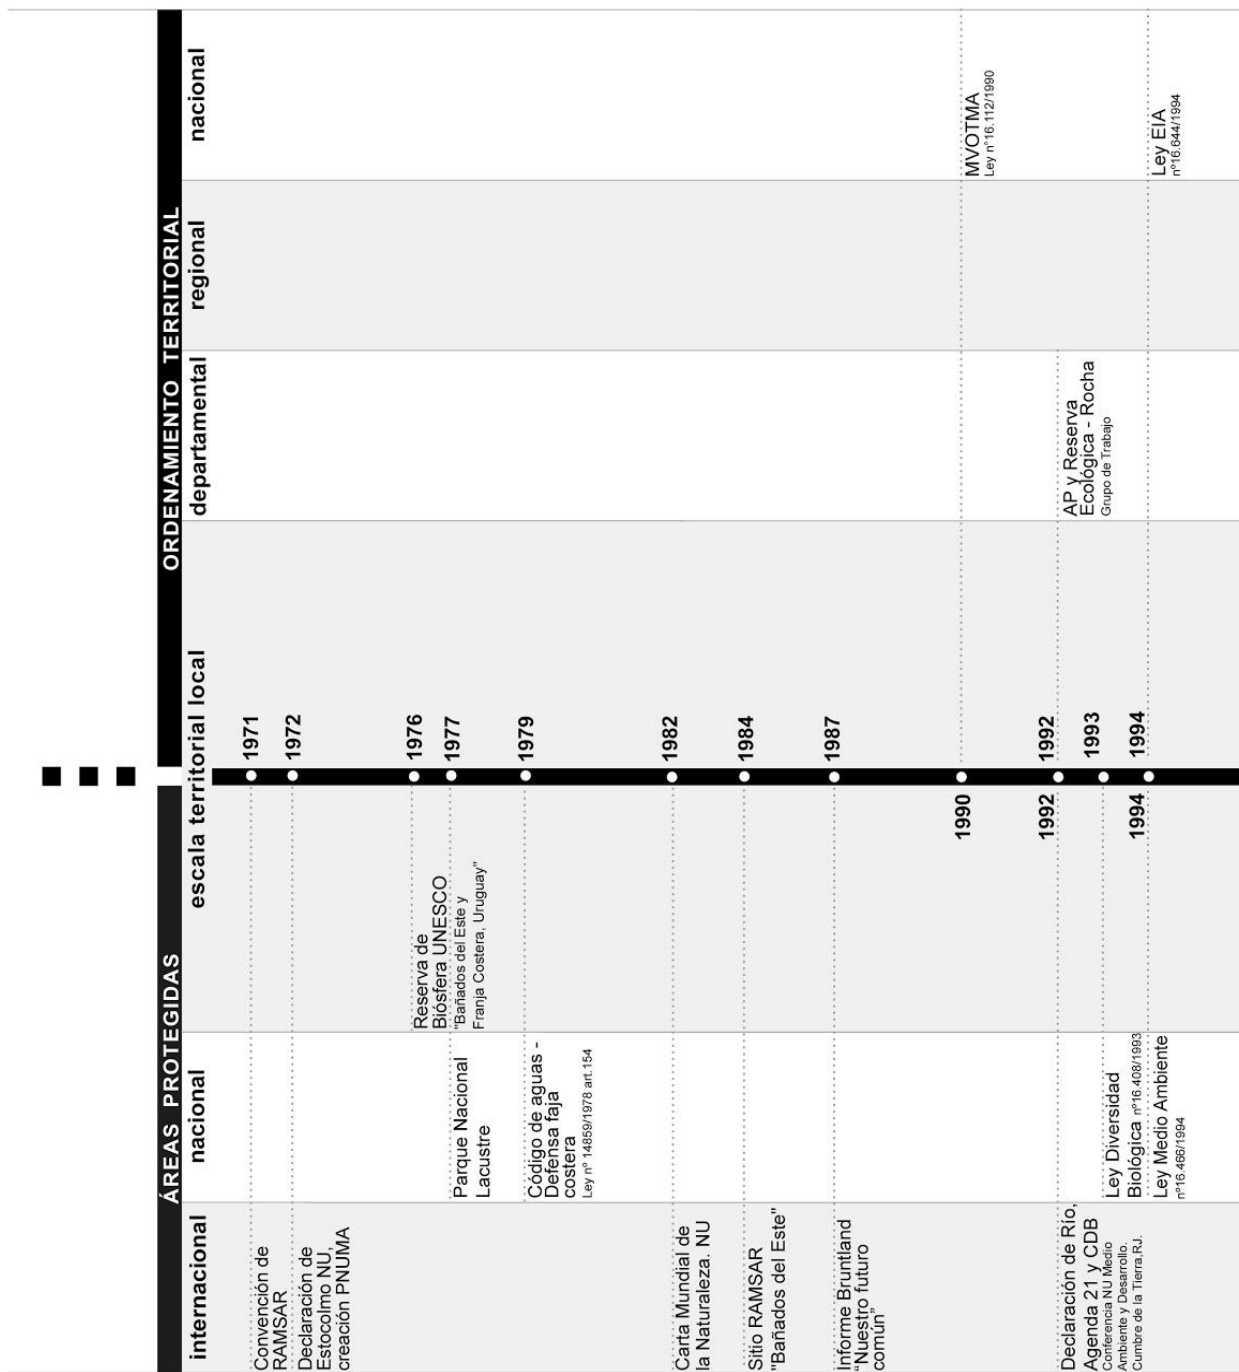 ÁREAS PROTEGIDAS
ORDENAMIENTO TERRITORIAL
internacional
nacional
escala territorial local
departamental
regional
nacional
1971
Convención de
RAMSAR
1972
Declaración de
Estocolmo NU,
creación PNUMA
1976
Reserva de
Biósfera UNESCO
"Bañados del Este y
Franja Costera, Uruguay"
1977
Parque Nacional
Lacustre
1979
Código de aguas -
Defensa faja
costera
Ley nº 14859/1978 art.154
1982
Carta Mundial de
la Naturaleza. NU
1984
Sitio RAMSAR
"Bañados del Este"
1987
Informe Bruntland
“Nuestro futuro
común”
1990
MVOTMA
Ley n°16.112/1990
1992
1992
Declaración de Río,
Agenda 21 y CDB
Conferencia NU Medio
Ambiente y Desarrollo.
Cumbre de la Tierra,RJ.
AP y Reserva
Ecológica - Rocha
Grupo de Trabajo
1993
Ley Diversidad
Biológica nº16.408/1993
1994
1994
Ley Medio Ambiente
nº16.466/1994
Ley EIA
nº16.644/1994